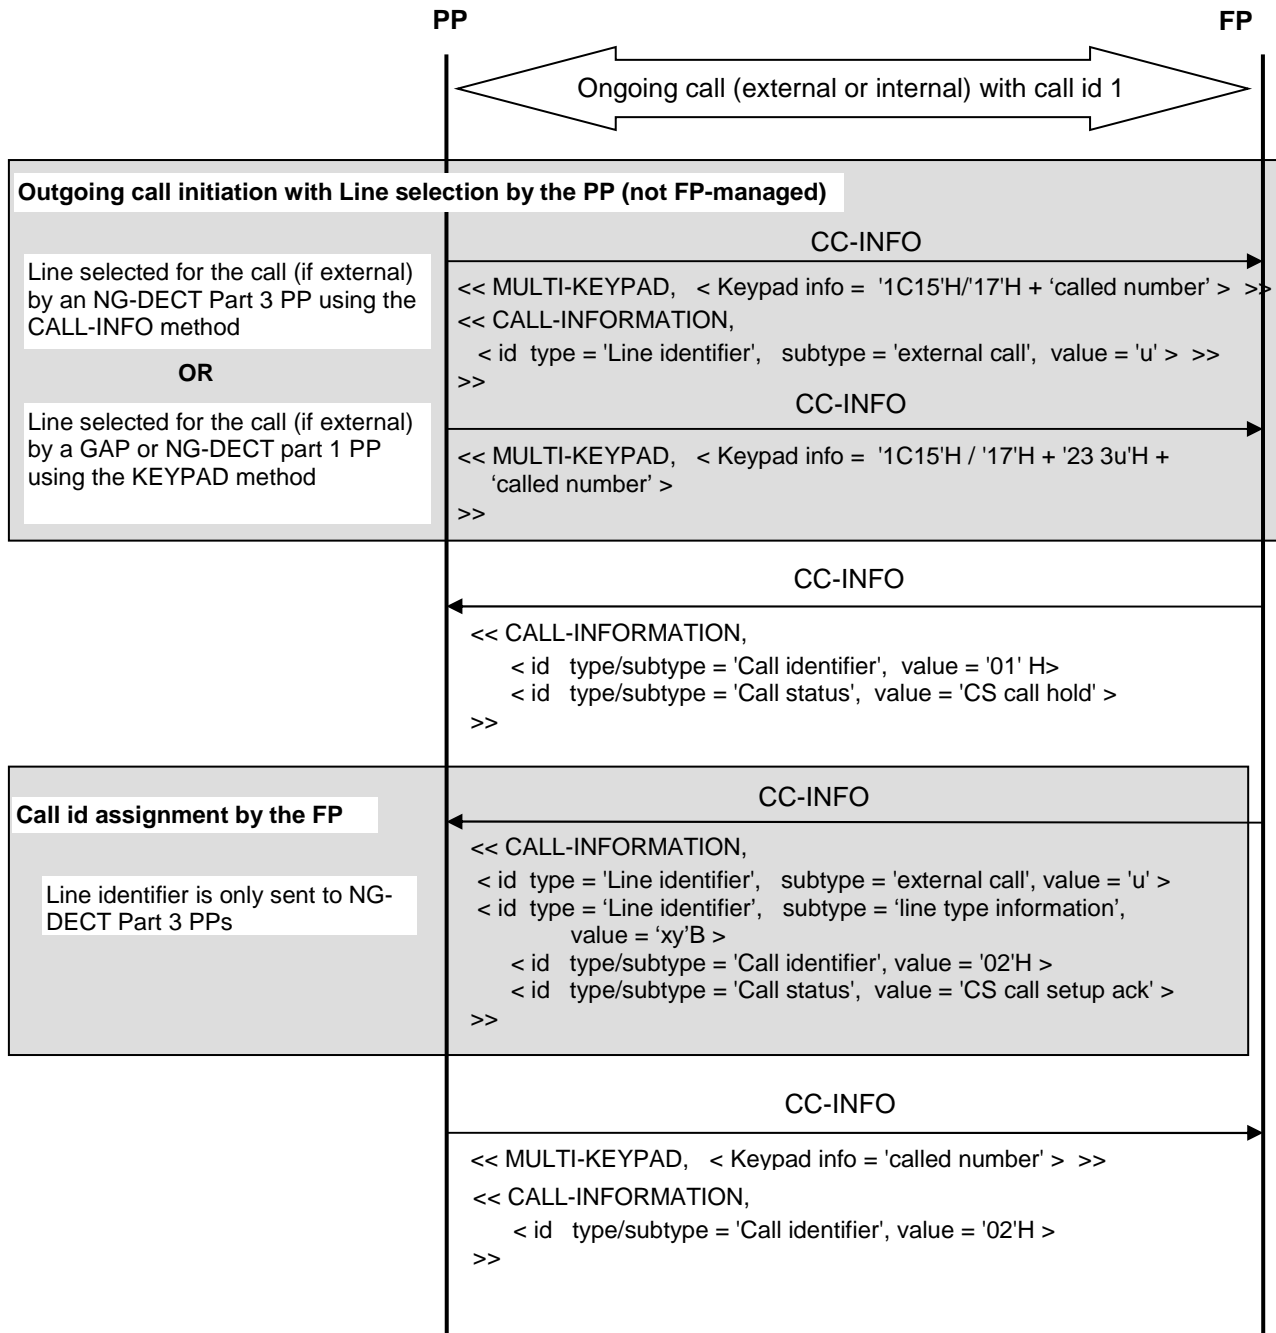 PP
FP
Ongoing call (external or internal) with call id 1
Outgoing call initiation with Line selection by the PP (not FP-managed)
CC-INFO
Line selected for the call (if external)
by an NG-DECT Part 3 PP using the
CALL-INFO method
<< MULTI-KEYPAD, < Keypad info = '1C15'H/'17'H + ‘called number’ > >>
<< CALL-INFORMATION,
< id type = 'Line identifier', subtype = 'external call', value = 'u' > >>
>>
OR
CC-INFO
Line selected for the call (if external)
by a GAP or NG-DECT part 1 PP
using the KEYPAD method
<< MULTI-KEYPAD, < Keypad info = '1C15'H / '17'H + '23 3u'H +
‘called number’ >
>>
CC-INFO
<< CALL-INFORMATION,
< id type/subtype = 'Call identifier', value = '01' H>
< id type/subtype = 'Call status', value = 'CS call hold' >
>>
Call id assignment by the FP
CC-INFO
Line identifier is only sent to NG-
DECT Part 3 PPs
<< CALL-INFORMATION,
< id type = 'Line identifier', subtype = 'external call', value = 'u' >
< id type = ‘Line identifier’, subtype = ‘line type information’,
value = ‘xy’B >
< id type/subtype = 'Call identifier', value = '02'H >
< id type/subtype = 'Call status', value = 'CS call setup ack' >
>>
CC-INFO
<< MULTI-KEYPAD, < Keypad info = 'called number' > >>
<< CALL-INFORMATION,
< id type/subtype = 'Call identifier', value = '02'H >
>>